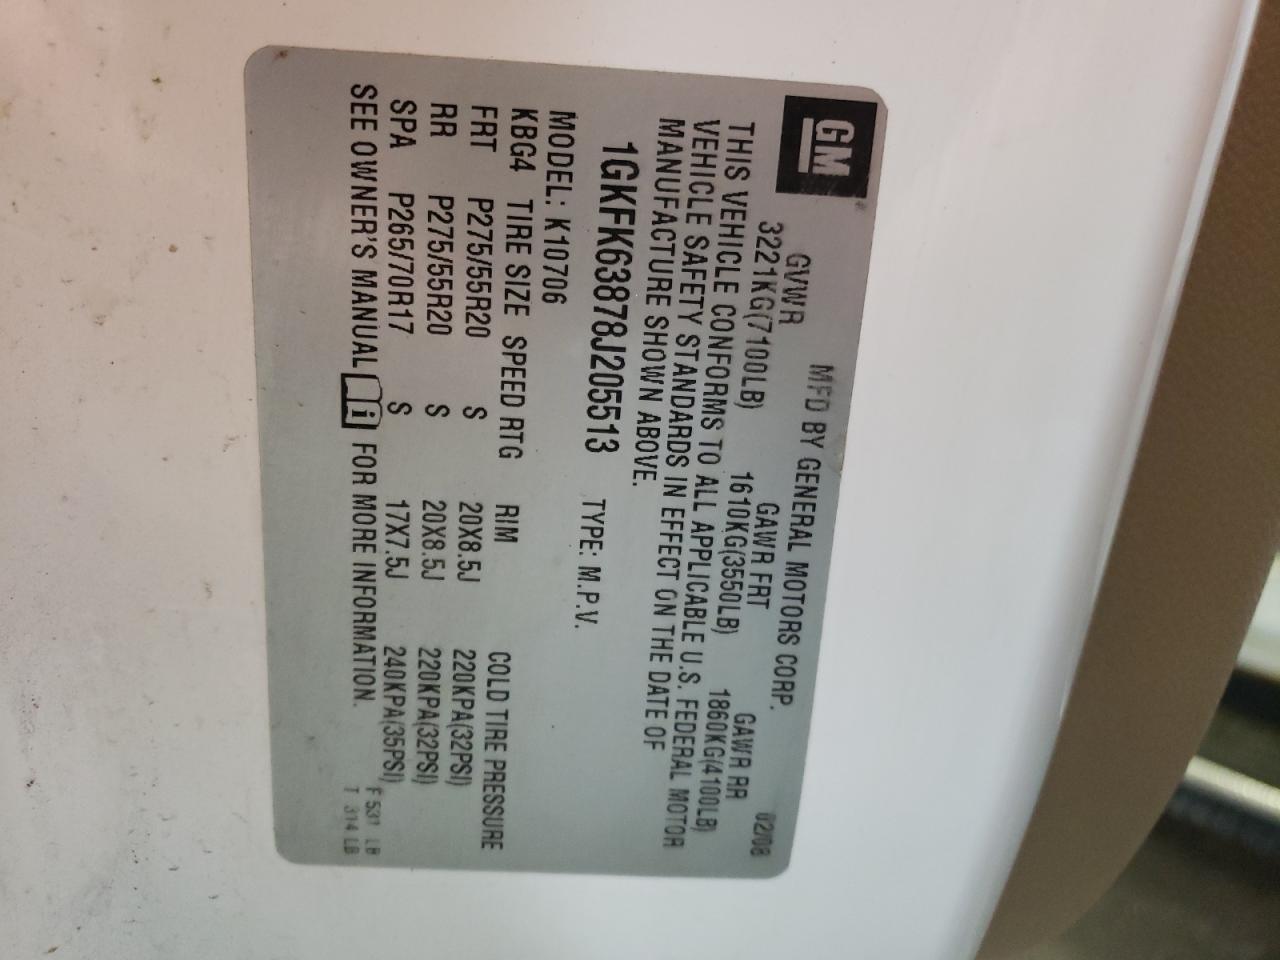 GM
MFD BY GENERAL MOTORS CORP. 02/08
GVWR GAWR FRT GAWR RR
3221KG(7100LB) 1610KG(3550LB) 1860KG(4100LB)
THIS VEHICLE CONFORMS TO ALL APPLICABLE U.S. FEDERAL MOTOR
VEHICLE SAFETY STANDARDS IN EFFECT ON THE DATE OF
MANUFACTURE SHOWN ABOVE.
1GKFK63878J205513 TYPE: M.P.V.
MODEL: K10706
KBG4 TIRE SIZE SPEED RTG RIM COLD TIRE PRESSURE
FRT P275/55R20 S 20X8.5J 220KPA(32PSI)
RR P275/55R20 S 20X8.5J 220KPA(32PSI)
SPA P265/70R17 S 17X7.5J 240KPA(35PSI)
SEE OWNER'S MANUAL i FOR MORE INFORMATION.
F 531 LB
T 314 LB